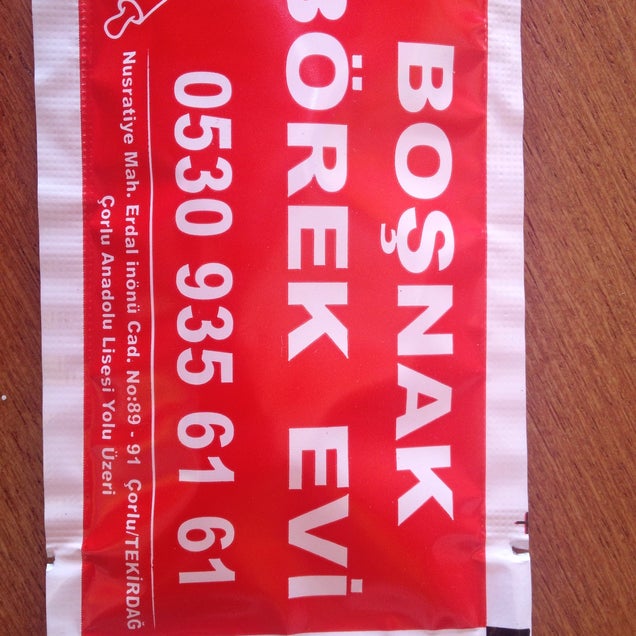 BOŞNAK
BÖREK EVİ
0530 935 61 61
Nusratiye Mah. Erdal inönü Cad. No:89 - 91 Çorlu/TEKİRDAĞ
Çorlu Anadolu Lisesi Yolu Üzeri